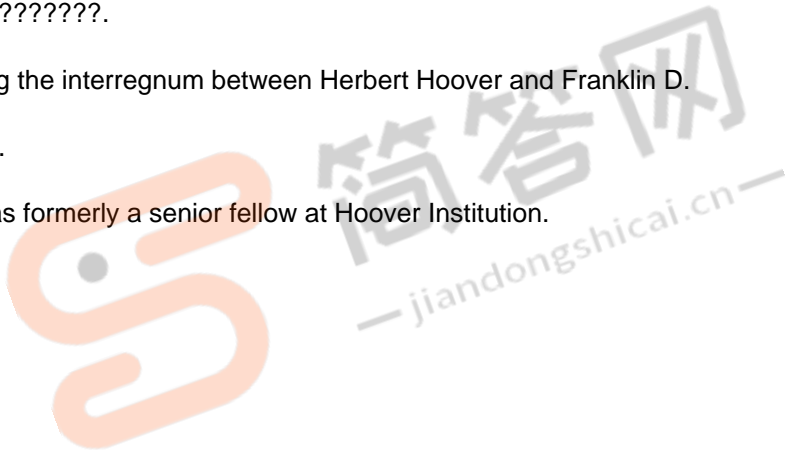 ???????.
g the interregnum between Herbert Hoover and Franklin D.
.
s formerly a senior fellow at Hoover Institution.
简答网
jiandongshicai.cn